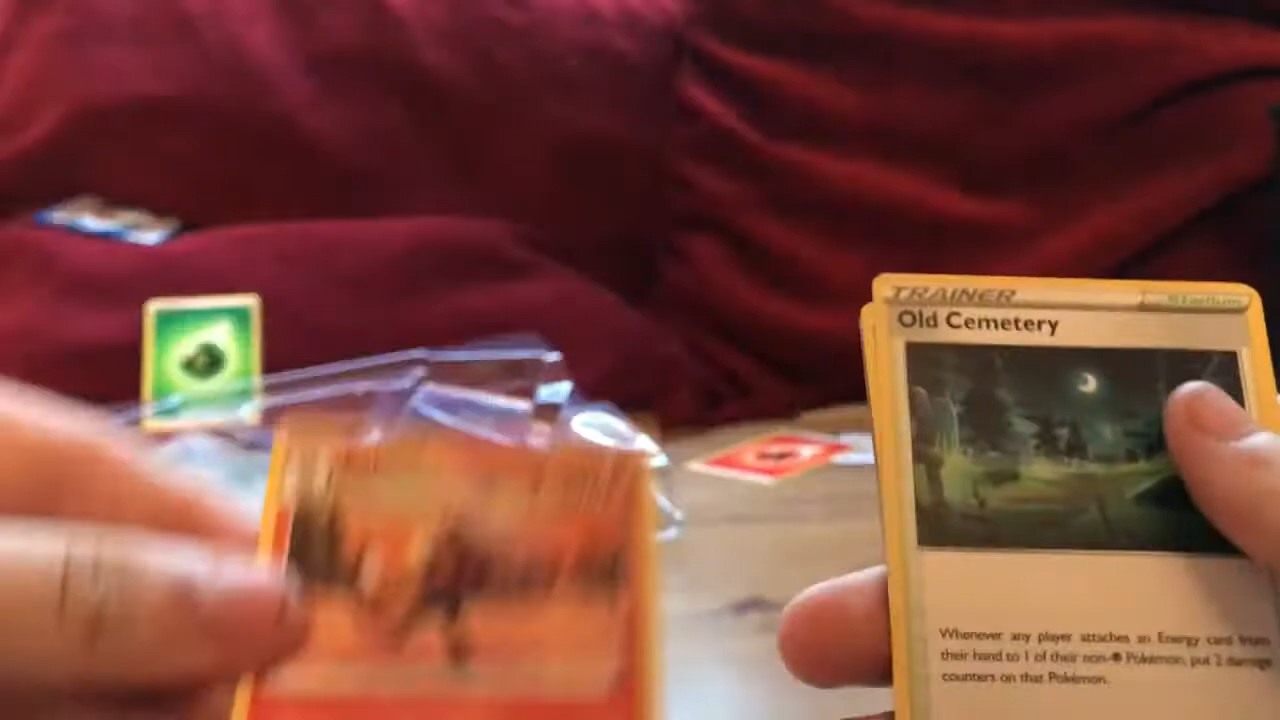 TRAINER
Stadium
Old Cemetery
Whenever any player attaches an Energy card from
their hand to 1 of their non- Pokémon, put 2 damage
counters on that Pokémon.